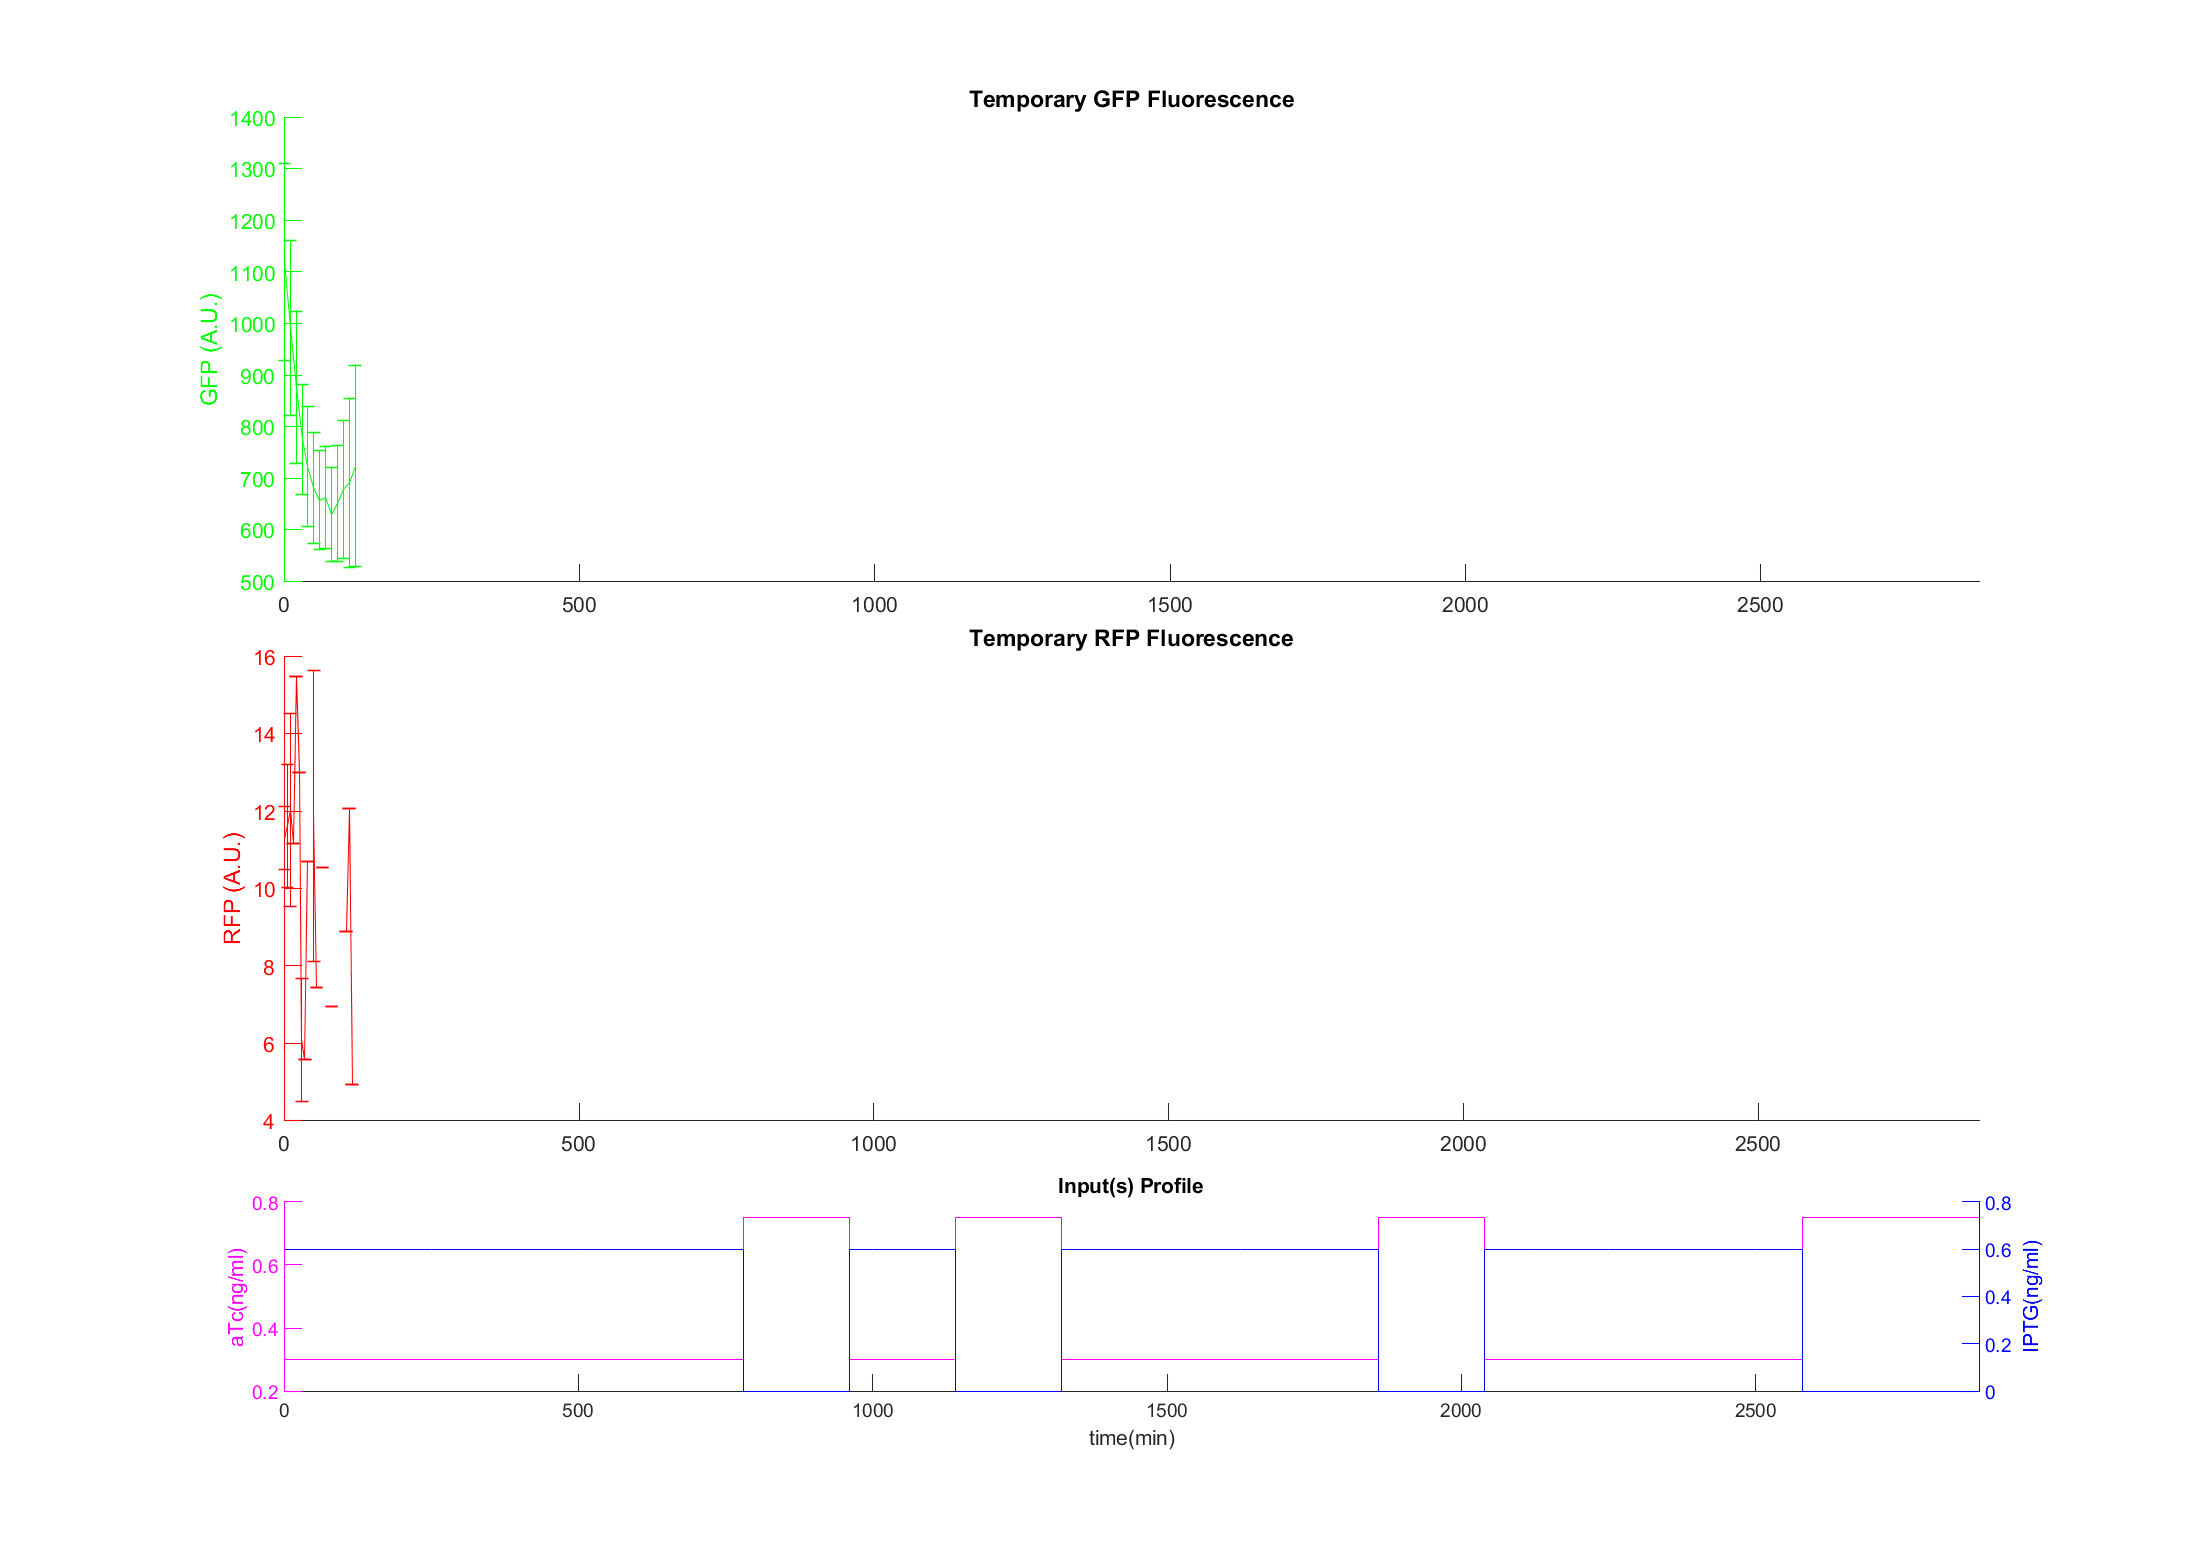 Temporary GFP Fluorescence
1400
1300
1200
1100
1000
900
800
700
600
500
GFP (A.U.)
0 500 1000 1500 2000 2500
Temporary RFP Fluorescence
16
14
12
10
8
6
4
RFP (A.U.)
0 500 1000 1500 2000 2500
Input(s) Profile
0.8
0.6
0.4
0.2
aTc(ng/ml)
0.8
0.6
0.4
0.2
0
IPTG(ng/ml)
0 500 1000 1500 2000 2500
time(min)